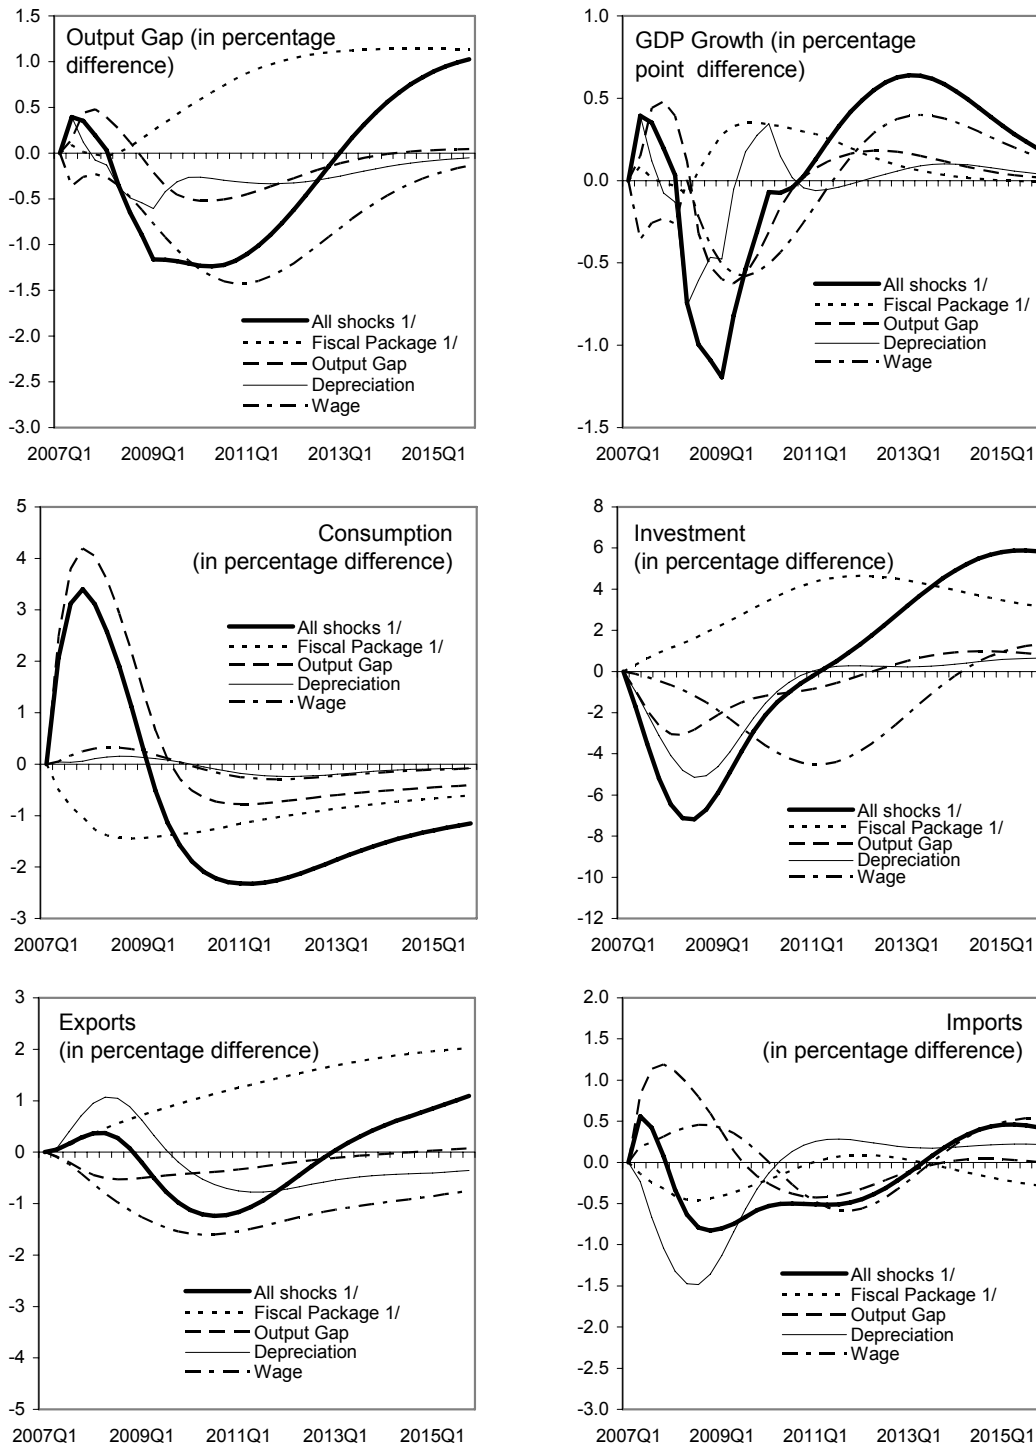 Output Gap (in percentage
difference)
1.5
1.0
0.5
0.0
-0.5
-1.0
-1.5
-2.0
-2.5
-3.0
All shocks 1/
Fiscal Package 1/
Output Gap
Depreciation
Wage
2007Q1 2009Q1 2011Q1 2013Q1 2015Q1
GDP Growth (in percentage
point difference)
1.0
0.5
0.0
-0.5
-1.0
-1.5
All shocks 1/
Fiscal Package 1/
Output Gap
Depreciation
Wage
2007Q1 2009Q1 2011Q1 2013Q1 2015Q1
Consumption
(in percentage difference)
5
4
3
2
1
0
-1
-2
-3
All shocks 1/
Fiscal Package 1/
Output Gap
Depreciation
Wage
2007Q1 2009Q1 2011Q1 2013Q1 2015Q1
Investment
(in percentage difference)
8
6
4
2
0
-2
-4
-6
-8
-10
-12
All shocks 1/
Fiscal Package 1/
Output Gap
Depreciation
Wage
2007Q1 2009Q1 2011Q1 2013Q1 2015Q1
Exports
(in percentage difference)
3
2
1
0
-1
-2
-3
-4
-5
All shocks 1/
Fiscal Package 1/
Output Gap
Depreciation
Wage
2007Q1 2009Q1 2011Q1 2013Q1 2015Q1
Imports
(in percentage difference)
2.0
1.5
1.0
0.5
0.0
-0.5
-1.0
-1.5
-2.0
-2.5
-3.0
All shocks 1/
Fiscal Package 1/
Output Gap
Depreciation
Wage
2007Q1 2009Q1 2011Q1 2013Q1 2015Q1